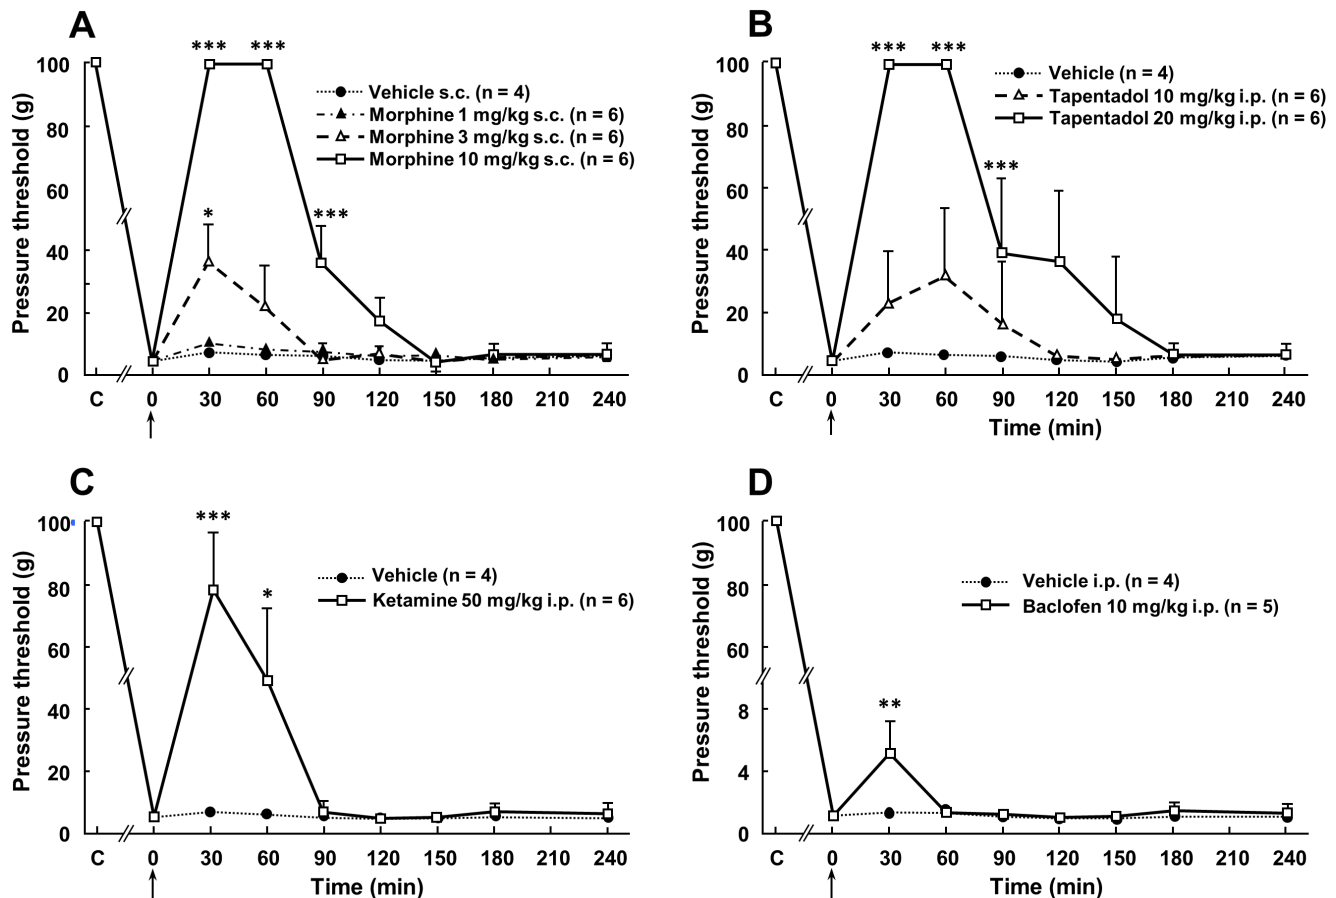 A
Pressure threshold (g)
100
80
60
40
20
0
*** ***
* ***
Vehicle s.c. (n = 4)
Morphine 1 mg/kg s.c. (n = 6)
Morphine 3 mg/kg s.c. (n = 6)
Morphine 10 mg/kg s.c. (n = 6)
C 0 30 60 90 120 150 180 210 240
B
Pressure threshold (g)
100
80
60
40
20
0
*** ***
***
Vehicle (n = 4)
Tapentadol 10 mg/kg i.p. (n = 6)
Tapentadol 20 mg/kg i.p. (n = 6)
C 0 30 60 90 120 150 180 210 240
Time (min)
C
Pressure threshold (g)
100
80
60
40
20
0
***
*
Vehicle (n = 4)
Ketamine 50 mg/kg i.p. (n = 6)
C 0 30 60 90 120 150 180 210 240
Time (min)
D
Pressure threshold (g)
100
80
60
8
4
0
**
Vehicle i.p. (n = 4)
Baclofen 10 mg/kg i.p. (n = 5)
C 0 30 60 90 120 150 180 210 240
Time (min)